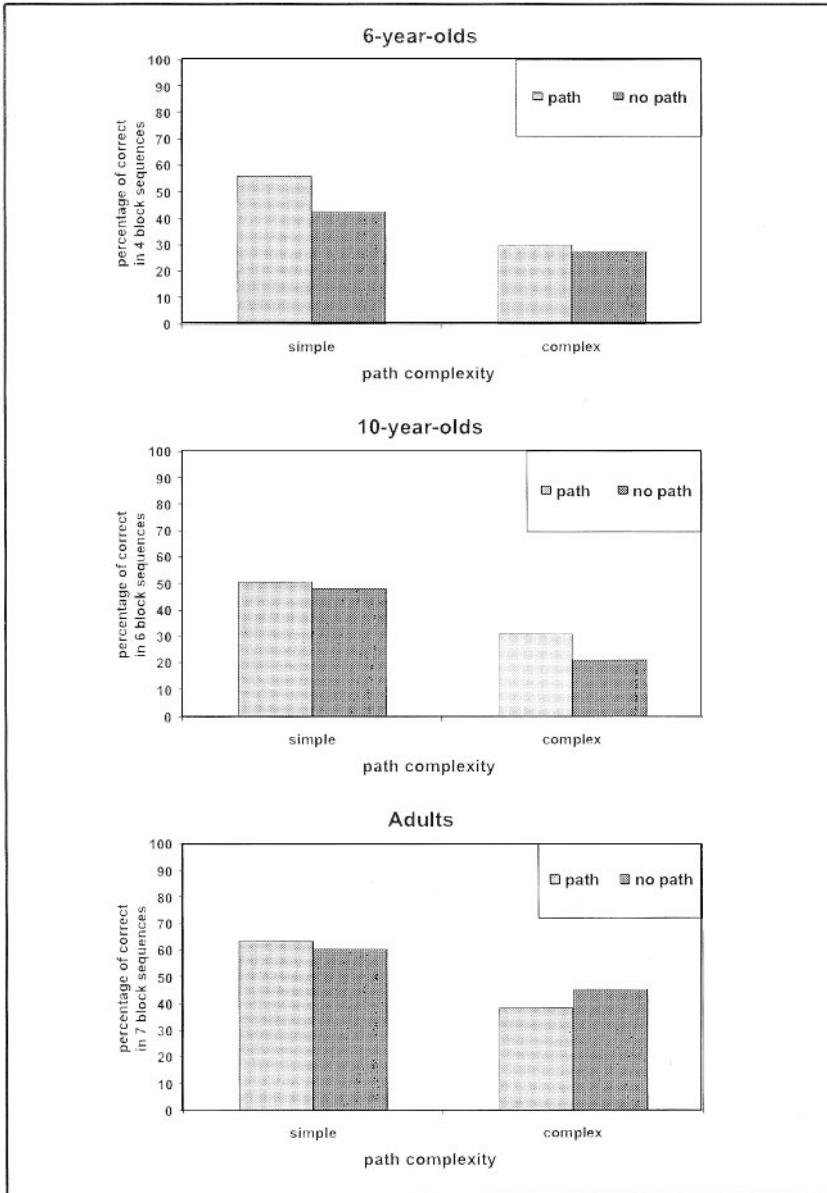 6-year-olds
percentage of correct
in 4 block sequences
100
90
80
70
60
50
40
30
20
10
0
path no path
simple complex
path complexity
10-year-olds
percentage of correct
in 6 block sequences
100
90
80
70
60
50
40
30
20
10
0
path no path
simple complex
path complexity
Adults
percentage of correct
in 7 block sequences
100
90
80
70
60
50
40
30
20
10
0
path no path
simple complex
path complexity